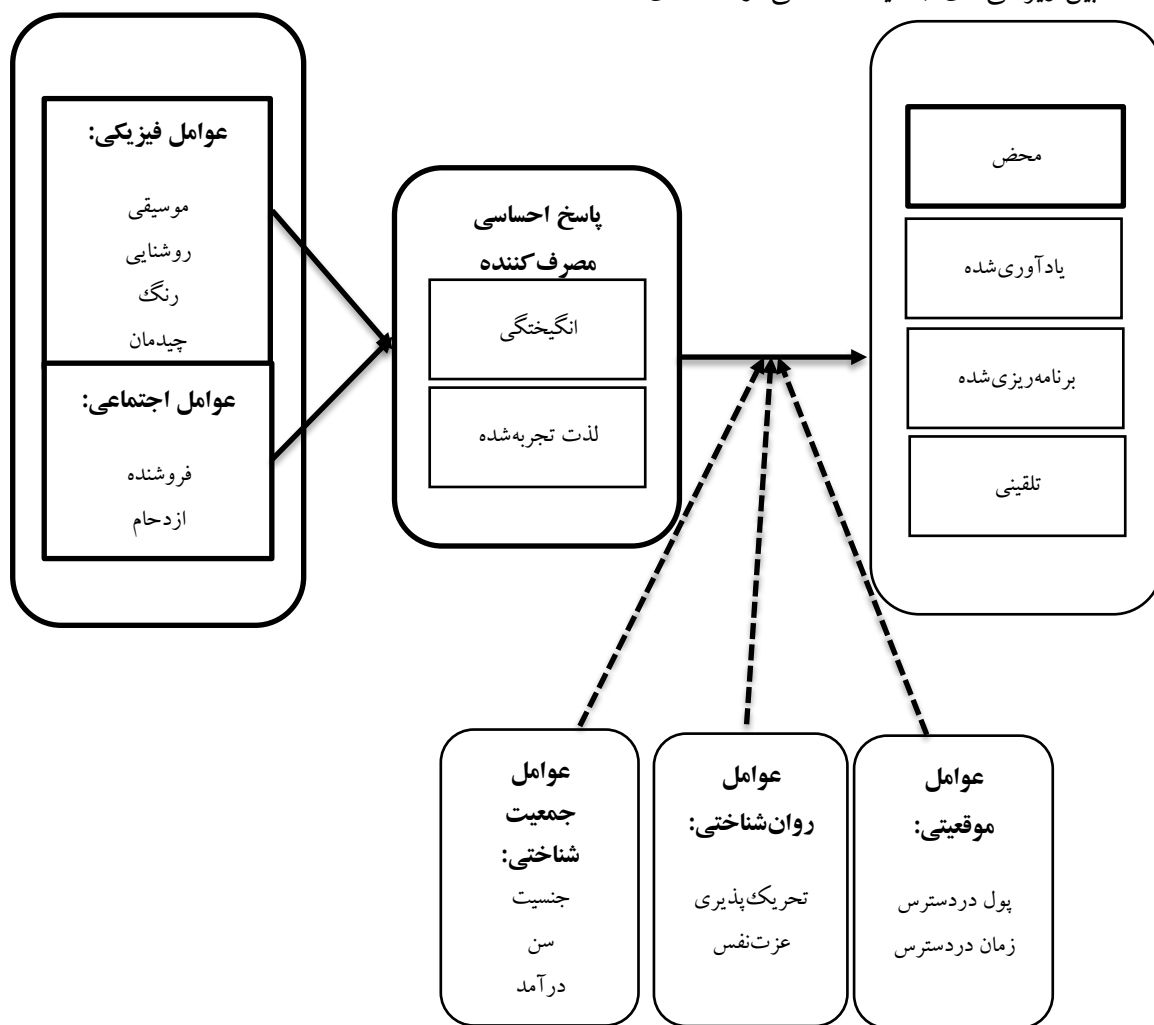 عوامل فیزیکی:
موسیقی
روشنایی
رنگ
چیدمان
عوامل اجتماعی:
فروشنده
ازدحام
پاسخ احساسی
مصرف‌کننده
انگیختگی
لذت تجربه‌شده
محض
یادآوری‌شده
برنامه‌ریزی‌شده
تلقینی
عوامل
جمعیت
شناختی:
جنسیت
سن
درآمد
عوامل
روان‌شناختی:
تحریک‌پذیری
عزت‌نفس
عوامل
موقعیتی:
پول دردسترس
زمان دردسترس